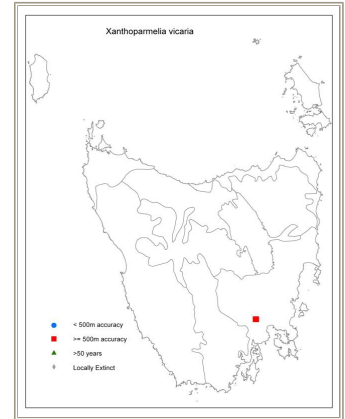 Xanthoparmelia vicaria
< 500m accuracy
>= 500m accuracy
>50 years
Locally Extinct